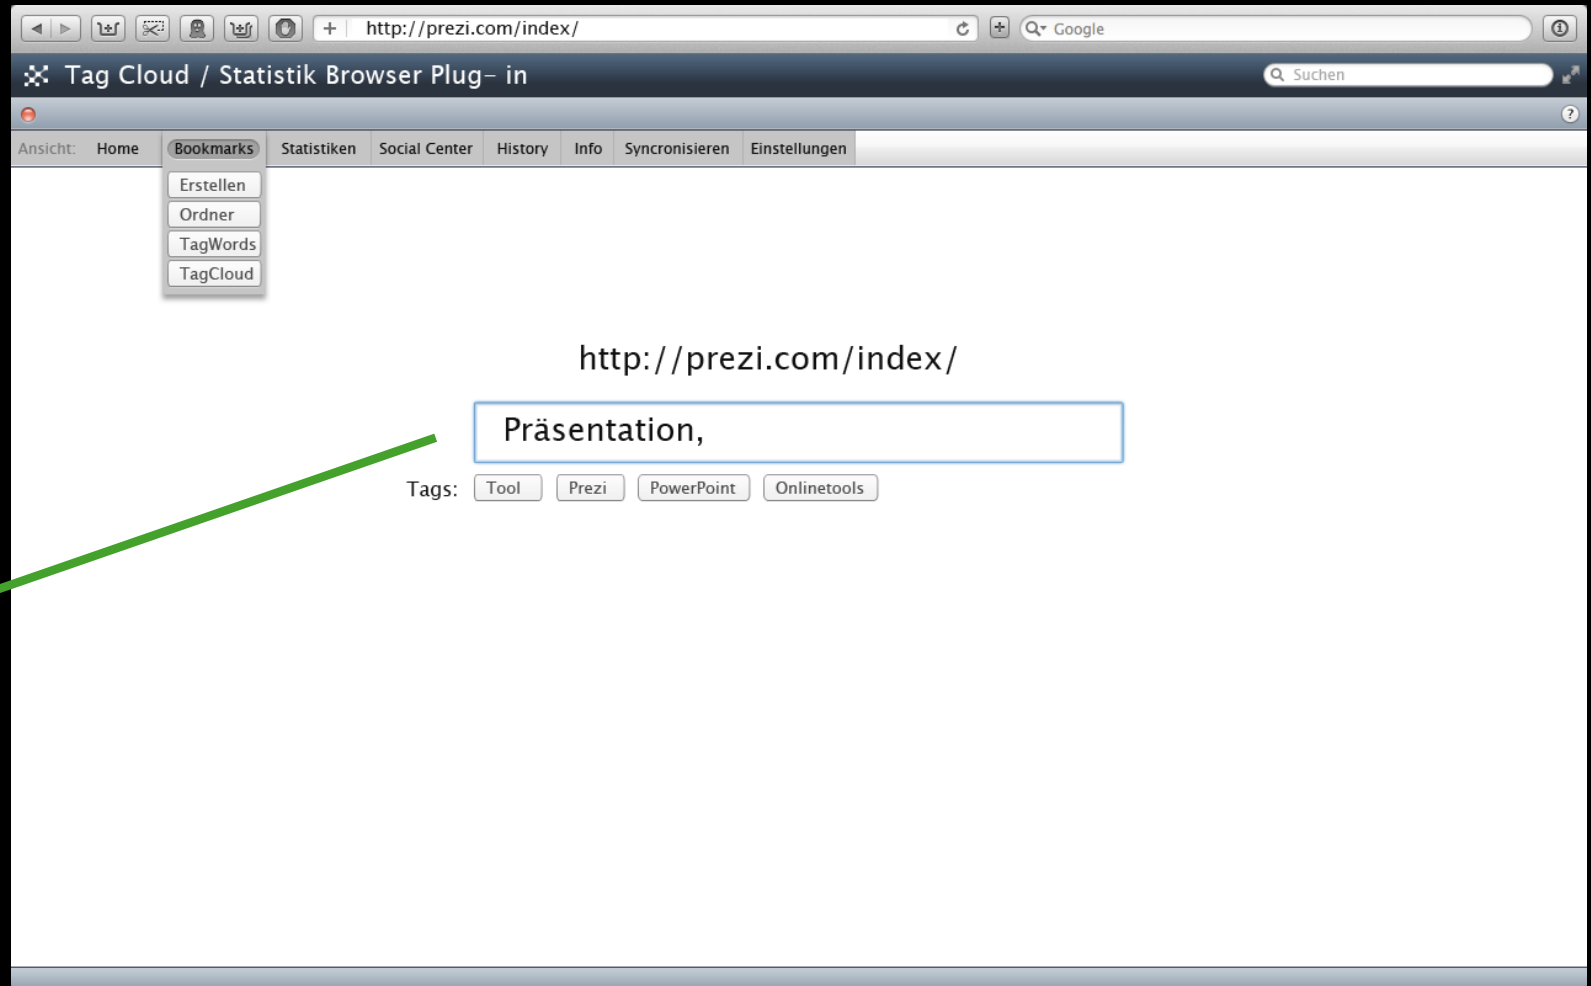 http://prezi.com/index/
Google
Tag Cloud / Statistik Browser Plug- in
Suchen
Ansicht: Home Bookmarks Statistiken Social Center History Info Syncronisieren Einstellungen
Erstellen
Ordner
TagWords
TagCloud
http://prezi.com/index/
Präsentation,
Tags: Tool Prezi PowerPoint Onlinetools